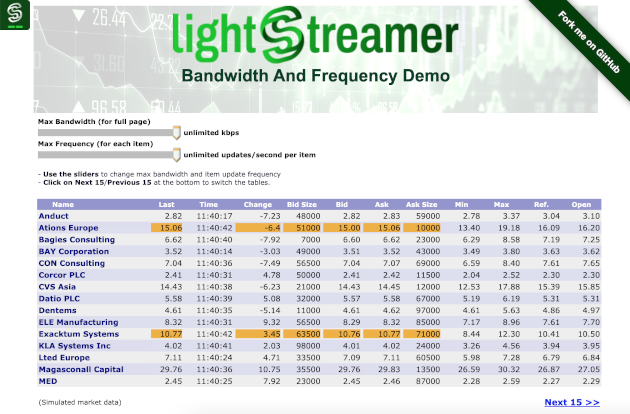 26.44 22.
Fork me on GitHub
lightStreamer
Bandwidth And Frequency Demo
96.58
Max Bandwidth (for full page)
unlimited kbps
Max Frequency (for each item)
unlimited updates/second per item
- Use the sliders to change max bandwidth and item update frequency
- Click on Next 15/Previous 15 at the bottom to switch the tables.
Name Last Time Change Bid Size Bid Ask Ask Size Min Max Ref. Open
Anduct 2.82 11:40:17 -7.23 48000 2.82 2.83 59000 2.78 3.37 3.04 3.10
Ations Europe 15.06 11:40:42 -6.4 51000 15.00 15.06 10000 13.40 19.18 16.09 16.20
Bagies Consulting 6.62 11:40:40 -7.92 7000 6.60 6.62 23000 6.29 8.58 7.19 7.25
BAY Corporation 3.52 11:40:14 -3.03 49000 3.51 3.52 43000 3.49 3.80 3.63 3.62
CON Consulting 7.04 11:40:36 -7.49 56500 7.04 7.07 69000 6.59 8.40 7.61 7.65
Corcor PLC 2.41 11:40:31 4.78 50000 2.41 2.42 11500 2.04 2.52 2.30 2.30
CVS Asia 14.43 11:40:38 -6.23 21000 14.43 14.45 12000 12.53 17.88 15.39 15.85
Datio PLC 5.58 11:40:39 5.08 32000 5.57 5.58 67000 5.19 6.19 5.31 5.31
Dentems 4.61 11:40:35 -5.14 11000 4.61 4.62 97000 4.61 5.63 4.86 4.97
ELE Manufacturing 8.32 11:40:31 9.32 56500 8.29 8.32 85000 7.17 8.96 7.61 7.70
Exacktum Systems 10.77 11:40:42 3.45 63500 10.76 10.77 71000 8.44 12.30 10.41 10.50
KLA Systems Inc 4.02 11:40:41 2.03 98000 4.01 4.02 24000 3.26 4.56 3.94 3.95
Lted Europe 7.11 11:40:24 4.71 33500 7.09 7.11 60500 5.98 7.28 6.79 6.84
Magasconall Capital 29.76 11:40:36 10.75 35500 29.76 29.83 13500 26.59 30.32 26.87 27.05
MED 2.45 11:40:25 7.92 23000 2.45 2.46 87000 2.28 2.59 2.27 2.29
(Simulated market data)
Next 15 >>